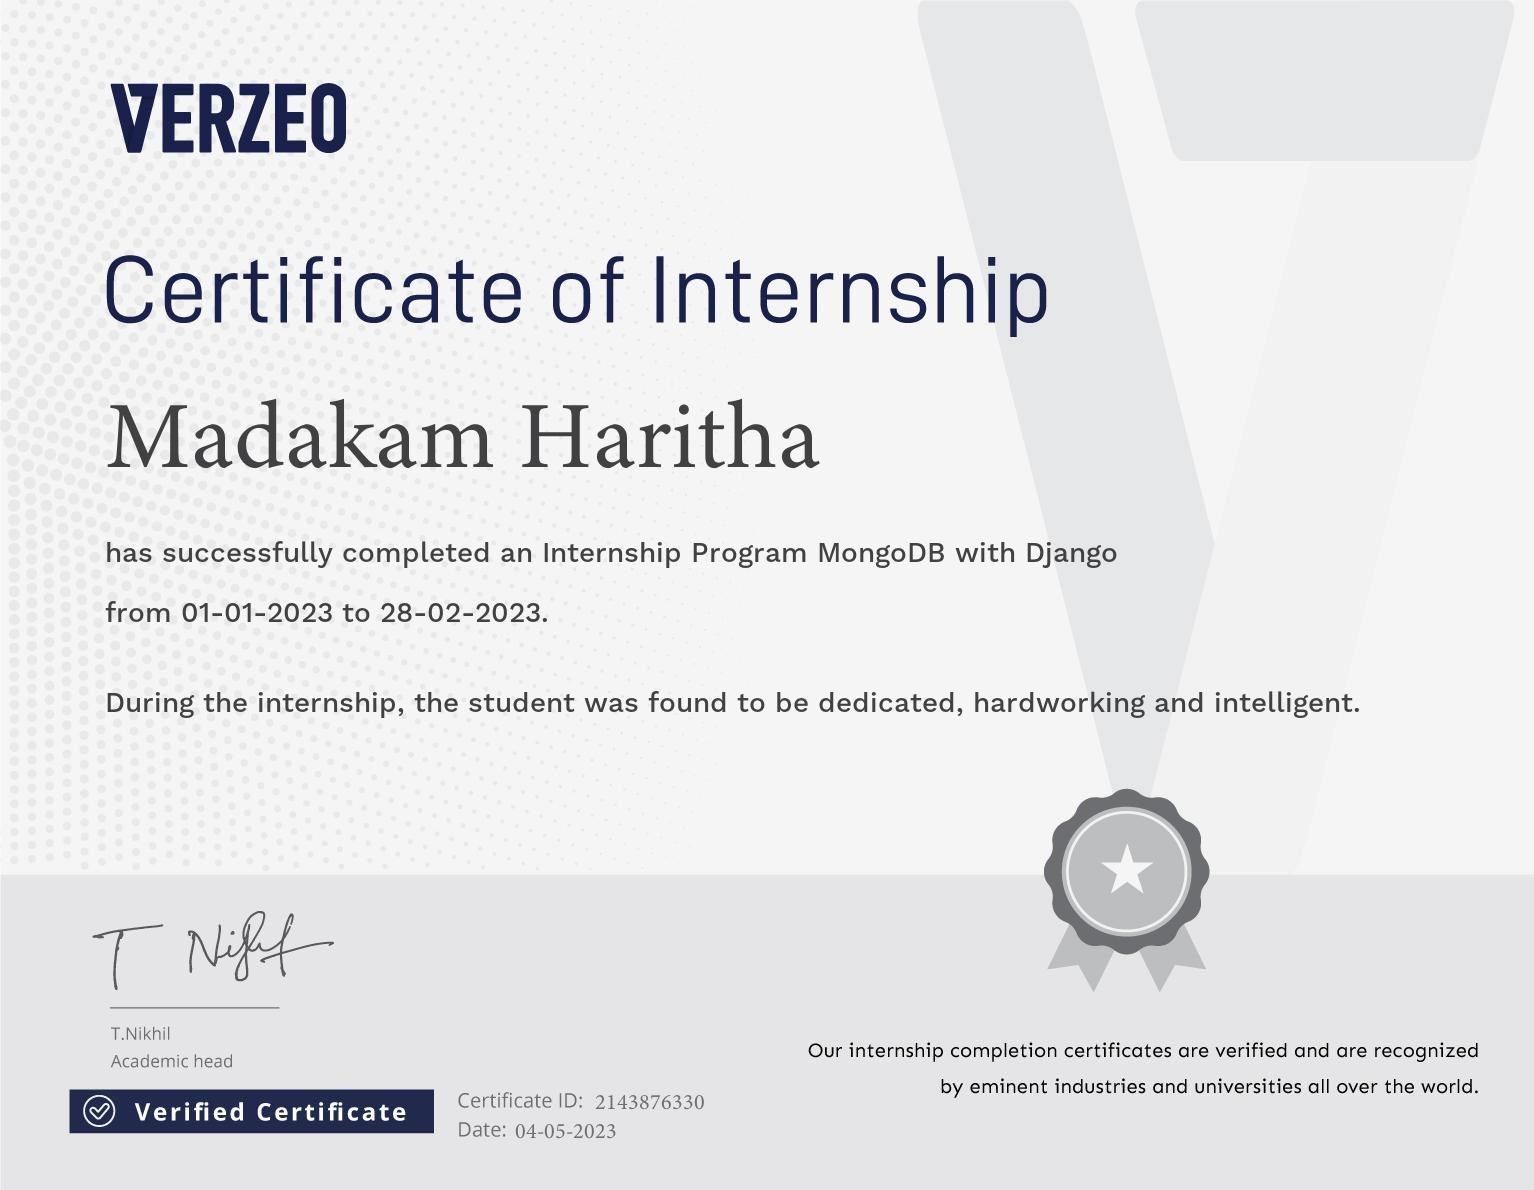 VERZEO
Certificate of Internship
Madakam Haritha
has successfully completed an Internship Program MongoDB with Django
from 01-01-2023 to 28-02-2023.
During the internship, the student was found to be dedicated, hardworking and intelligent.
T Nikhil
T.Nikhil
Academic head
Verified Certificate
Certificate ID: 2143876330
Date: 04-05-2023
Our internship completion certificates are verified and are recognized
by eminent industries and universities all over the world.